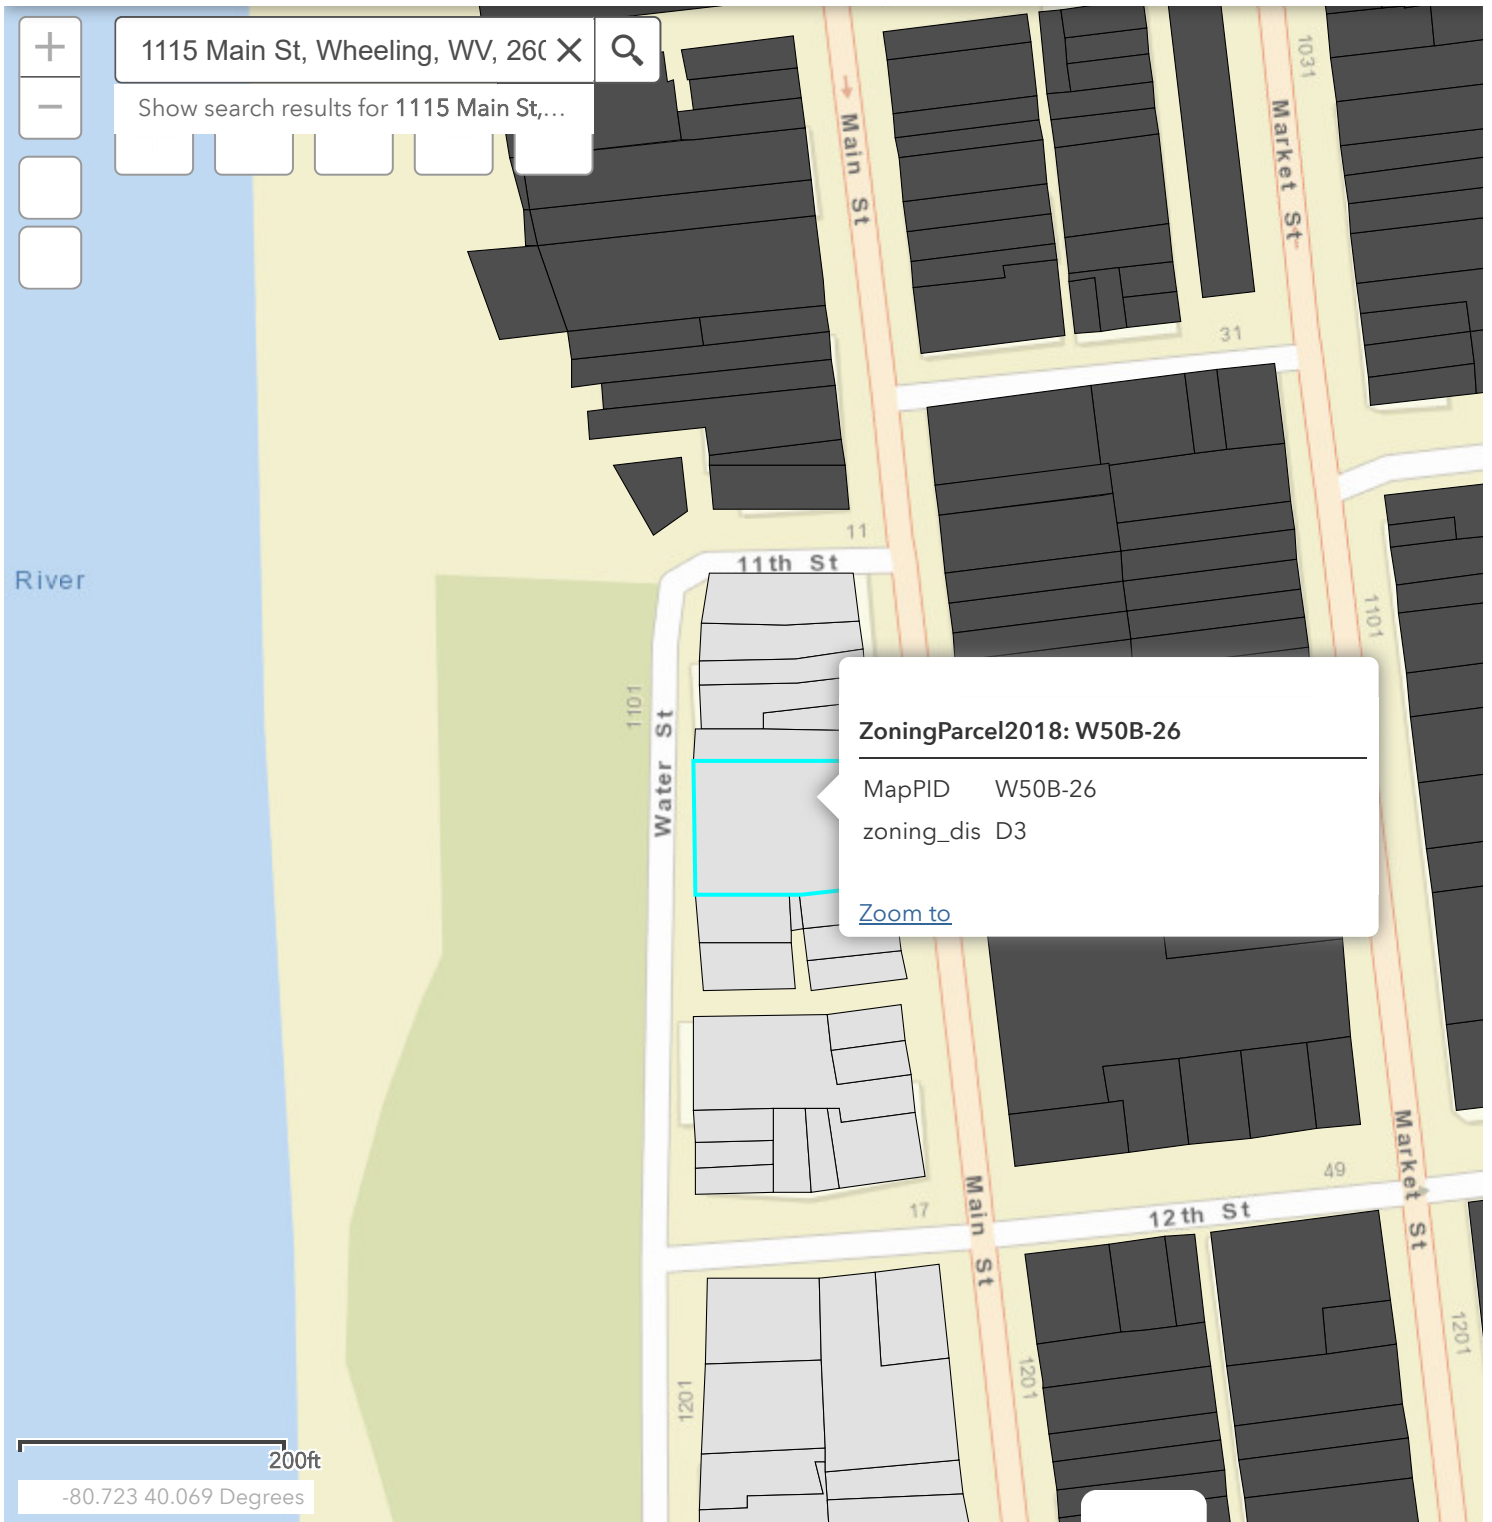 +
1115 Main St, Wheeling, WV, 260
Show search results for 1115 Main St,...
−
Main St
Market St
1031
31
11
11th St
River
1101
Water St
1101
ZoningParcel2018: W50B-26
MapPID W50B-26
zoning_dis D3
Zoom to
Main St
Market St
49
17
12th St
1201
1201
1201
200ft
-80.723 40.069 Degrees